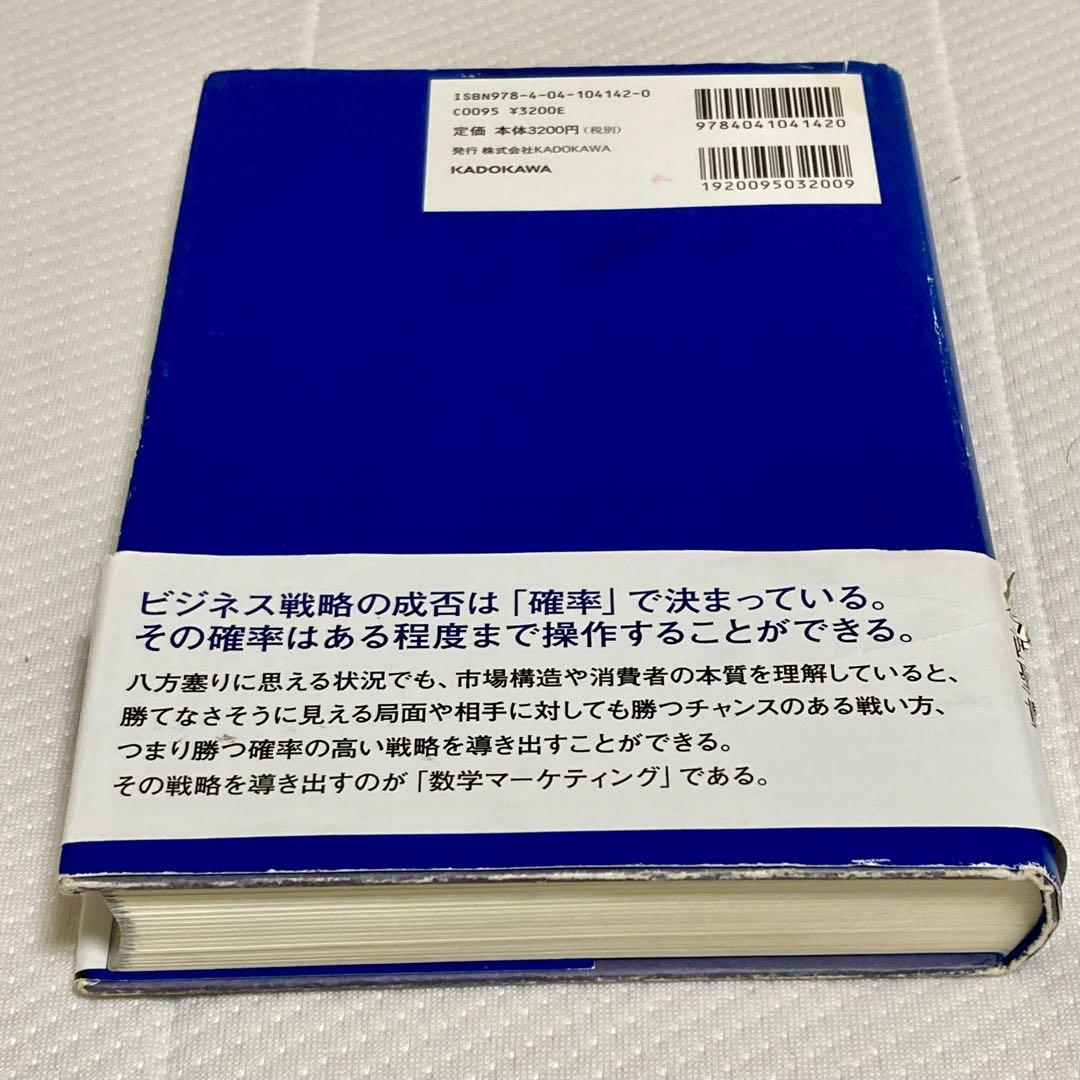 ISBN978-4-04-104142-0
C0095 ¥3200E
定価 本体3200円(税別)
発行 株式会社KADOKAWA
KADOKAWA
9784041041420
1920095032009
ビジネス戦略の成否は「確率」で決まっている。
その確率はある程度まで操作することができる。
八方塞りに思える状況でも、市場構造や消費者の本質を理解していると、
勝てなさそうに見える局面や相手に対しても勝つチャンスのある戦い方、
つまり勝つ確率の高い戦略を導き出すことができる。
その戦略を導き出すのが「数学マーケティング」である。